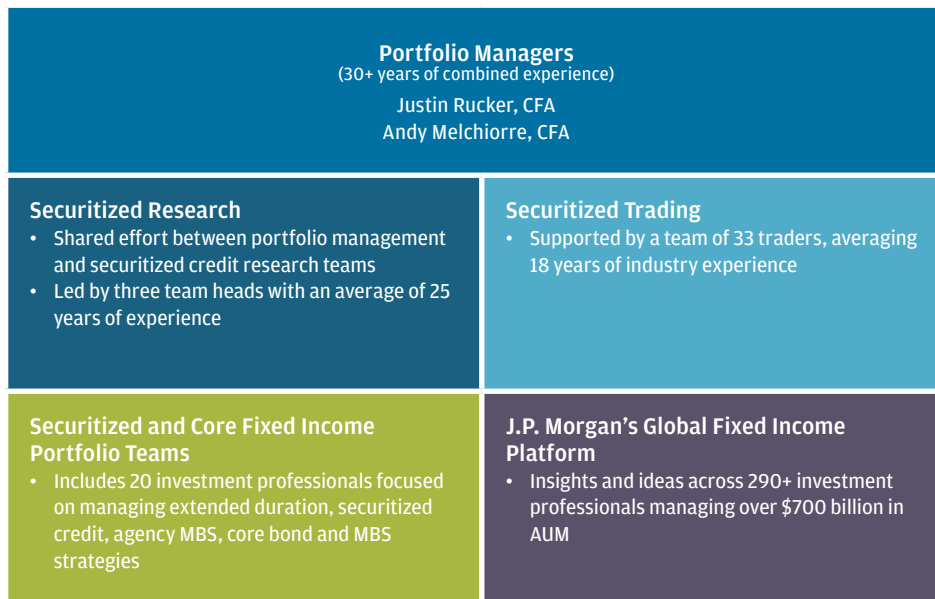 Portfolio Managers
(30+ years of combined experience)
Justin Rucker, CFA
Andy Melchiorre, CFA
Securitized Research
• Shared effort between portfolio management
and securitized credit research teams
• Led by three team heads with an average of 25
years of experience
Securitized Trading
• Supported by a team of 33 traders, averaging
18 years of industry experience
Securitized and Core Fixed Income
Portfolio Teams
• Includes 20 investment professionals focused
on managing extended duration, securitized
credit, agency MBS, core bond and MBS
strategies
J.P. Morgan’s Global Fixed Income
Platform
• Insights and ideas across 290+ investment
professionals managing over $700 billion in
AUM